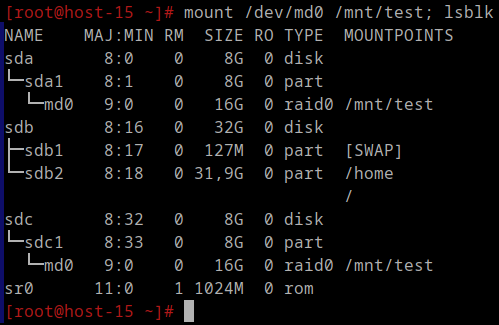 [root@host-15 ~]# mount /dev/md0 /mnt/test; lsblk
NAME    MAJ:MIN RM  SIZE RO TYPE  MOUNTPOINTS
sda       8:0    0    8G  0 disk
└─sda1    8:1    0    8G  0 part
  └─md0   9:0    0   16G  0 raid0 /mnt/test
sdb       8:16   0   32G  0 disk
├─sdb1    8:17   0  127M  0 part  [SWAP]
└─sdb2    8:18   0 31,9G  0 part  /home
                                  /
sdc       8:32   0    8G  0 disk
└─sdc1    8:33   0    8G  0 part
  └─md0   9:0    0   16G  0 raid0 /mnt/test
sr0      11:0    1 1024M  0 rom
[root@host-15 ~]#